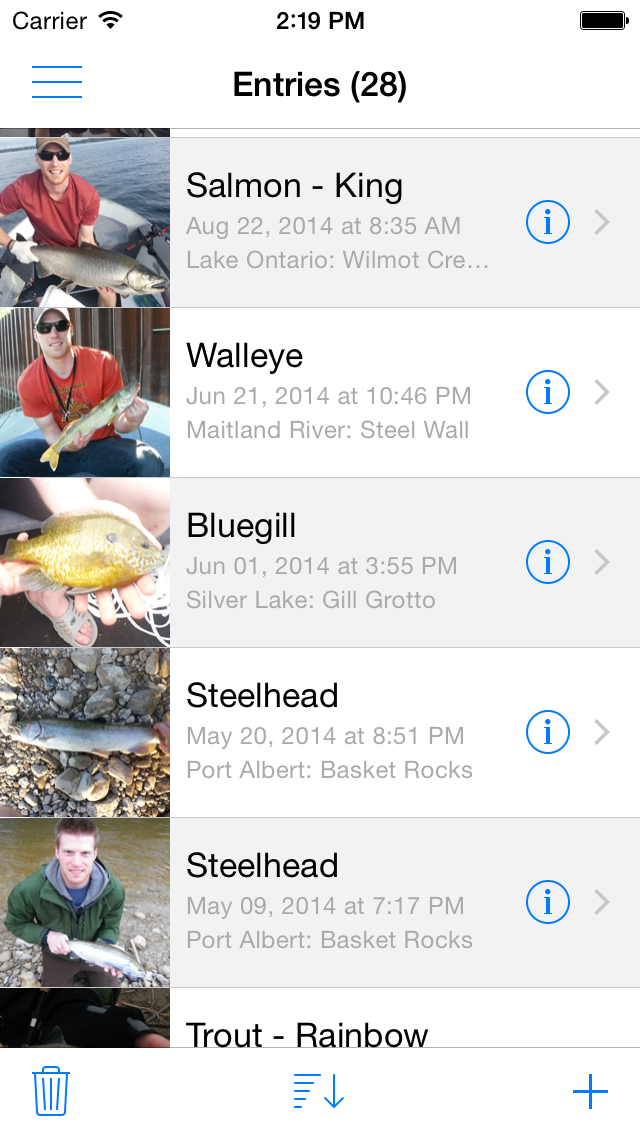 Carrier 2:19 PM
Entries (28)
Salmon - King
Aug 22, 2014 at 8:35 AM
Lake Ontario: Wilmot Cre...
Walleye
Jun 21, 2014 at 10:46 PM
Maitland River: Steel Wall
Bluegill
Jun 01, 2014 at 3:55 PM
Silver Lake: Gill Grotto
Steelhead
May 20, 2014 at 8:51 PM
Port Albert: Basket Rocks
Steelhead
May 09, 2014 at 7:17 PM
Port Albert: Basket Rocks
Trout - Rainbow